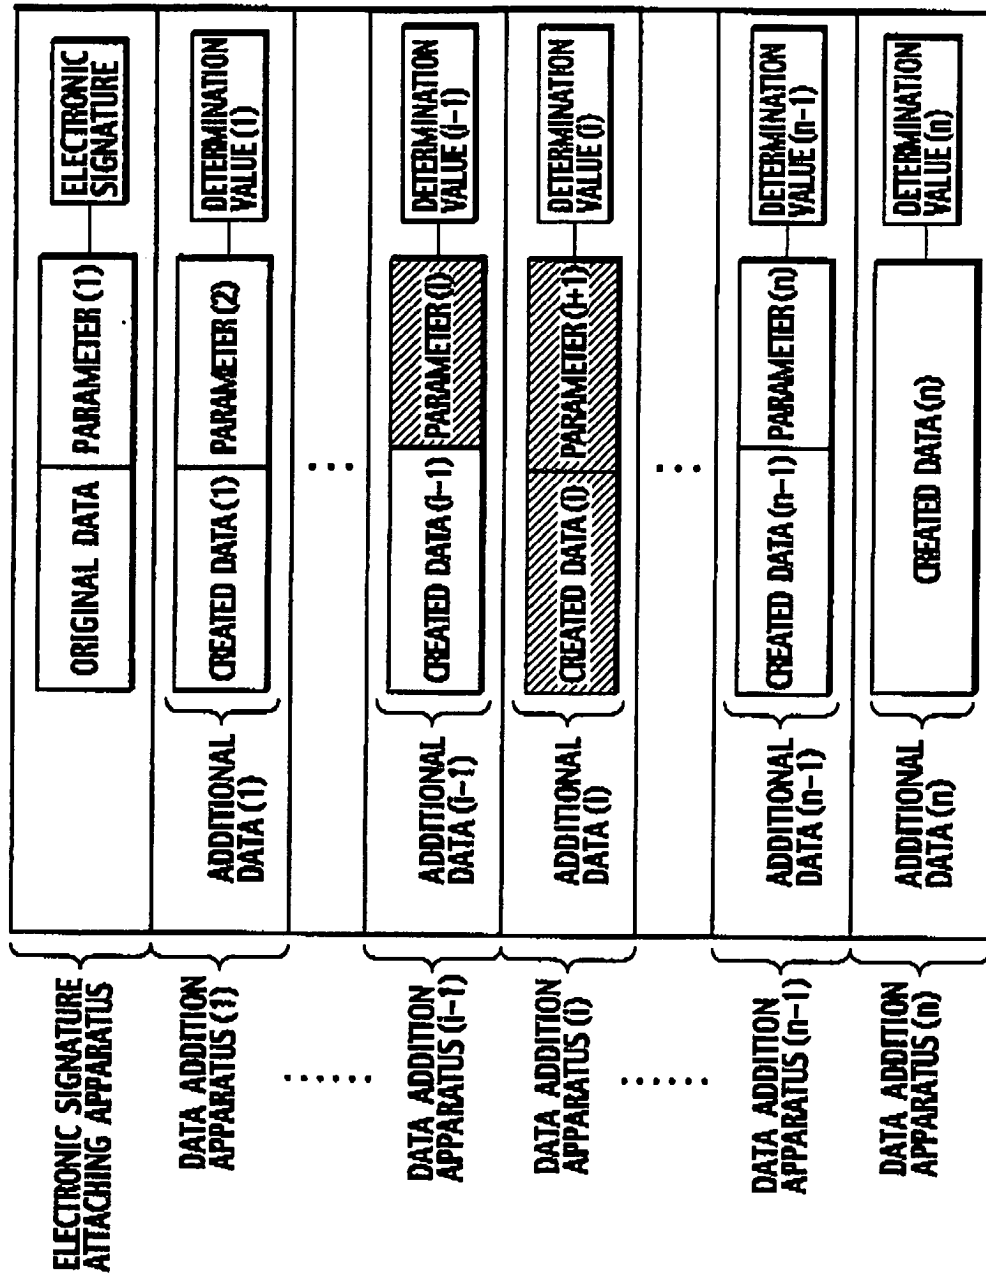 ELECTRONIC SIGNATURE
ATTACHING APPARATUS
ORIGINAL DATA
PARAMETER (1)
ELECTRONIC
SIGNATURE
DATA ADDITION
APPARATUS (1)
ADDITIONAL
DATA (1)
CREATED DATA (1)
PARAMETER (2)
DETERMINATION
VALUE (1)
......
...
DATA ADDITION
APPARATUS (i-1)
ADDITIONAL
DATA (i-1)
CREATED DATA (i-1)
PARAMETER (i)
DETERMINATION
VALUE (i-1)
DATA ADDITION
APPARATUS (i)
ADDITIONAL
DATA (i)
CREATED DATA (i)
PARAMETER (i+1)
DETERMINATION
VALUE (i)
......
...
DATA ADDITION
APPARATUS (n-1)
ADDITIONAL
DATA (n-1)
CREATED DATA (n-1)
PARAMETER (n)
DETERMINATION
VALUE (n-1)
DATA ADDITION
APPARATUS (n)
ADDITIONAL
DATA (n)
CREATED DATA (n)
DETERMINATION
VALUE (n)